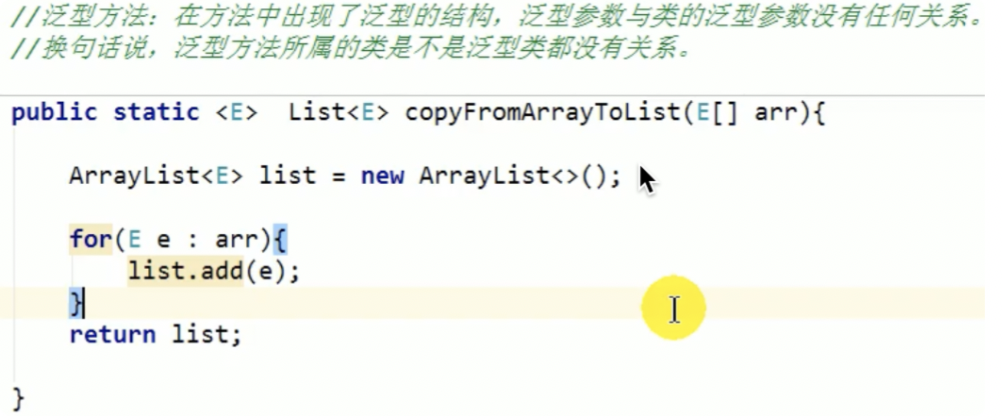 //泛型方法：在方法中出现了泛型的结构，泛型参数与类的泛型参数没有任何关系。
//换句话说，泛型方法所属的类是不是泛型类都没有关系。
public static <E>  List<E> copyFromArrayToList(E[] arr){
ArrayList<E> list = new ArrayList<>();
for(E e : arr){
list.add(e);
}
return list;
}